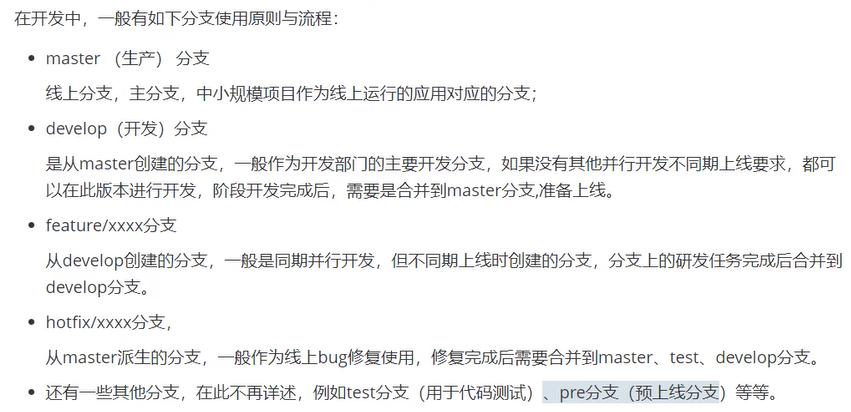 在开发中，一般有如下分支使用原则与流程：
master （生产） 分支
线上分支，主分支，中小规模项目作为线上运行的应用对应的分支；
develop（开发）分支
是从master创建的分支，一般作为开发部门的主要开发分支，如果没有其他并行开发不同期上线要求，都可
以在此版本进行开发，阶段开发完成后，需要是合并到master分支,准备上线。
feature/xxxx分支
从develop创建的分支，一般是同期并行开发，但不同期上线时创建的分支，分支上的研发任务完成后合并到
develop分支。
hotfix/xxxx分支，
从master派生的分支，一般作为线上bug修复使用，修复完成后需要合并到master、test、develop分支。
还有一些其他分支，在此不再详述，例如test分支（用于代码测试）、pre分支（预上线分支）等等。